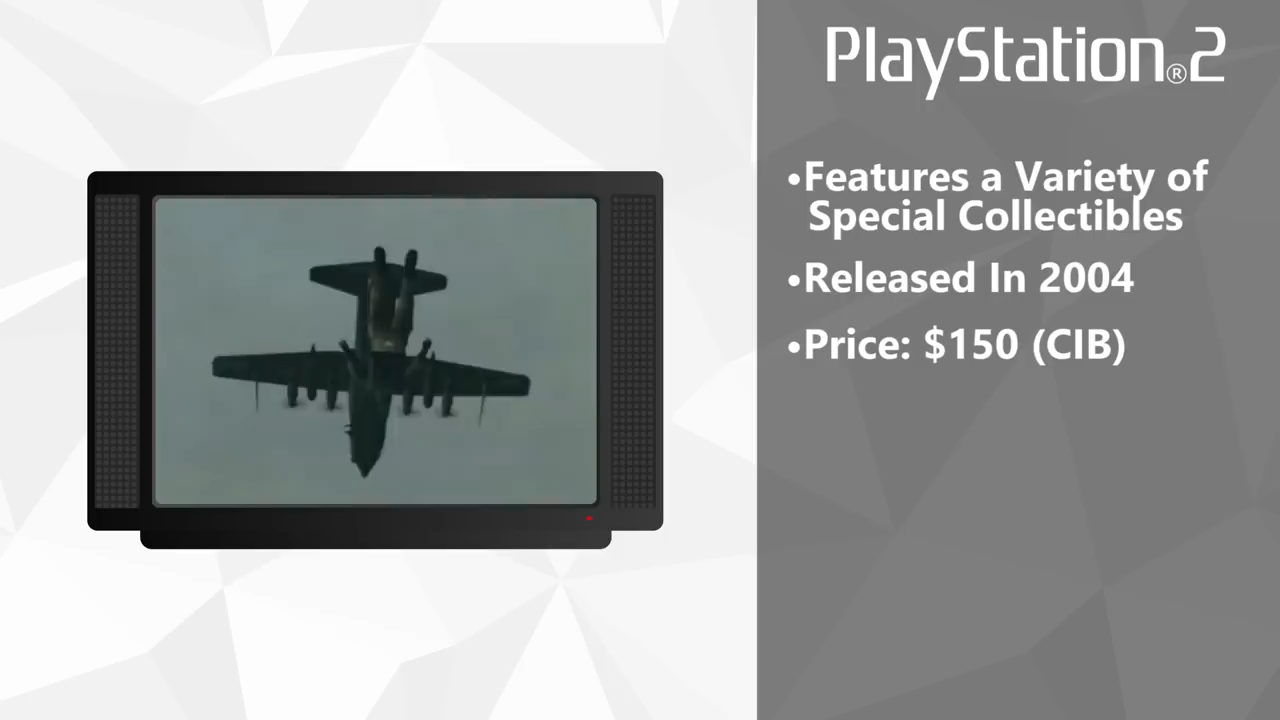 PlayStation®2
•Features a Variety of
Special Collectibles
•Released In 2004
•Price: $150 (CIB)